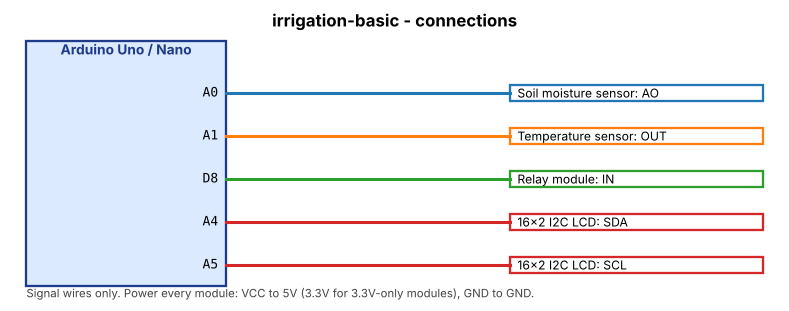 irrigation-basic - connections
Arduino Uno / Nano
A0 Soil moisture sensor: AO
A1 Temperature sensor: OUT
D8 Relay module: IN
A4 16×2 I2C LCD: SDA
A5 16×2 I2C LCD: SCL
Signal wires only. Power every module: VCC to 5V (3.3V for 3.3V-only modules), GND to GND.